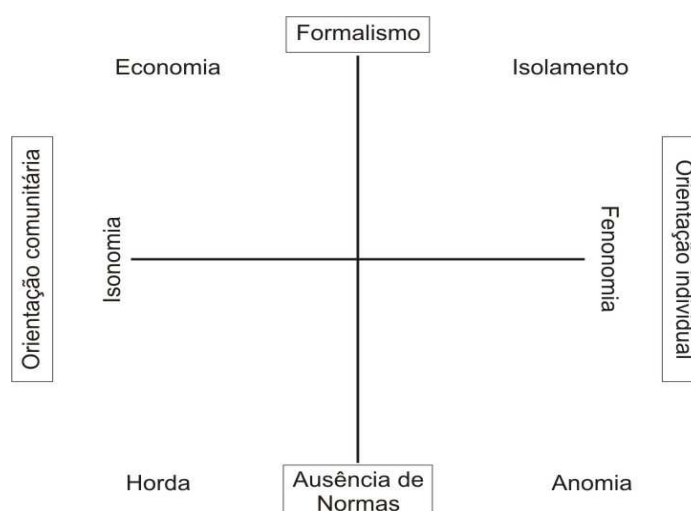 Formalismo
Economia
Isolamento
Orientação comunitária
Isonomia
Fenonomia
Orientação individual
Horda
Ausência de
Normas
Anomia